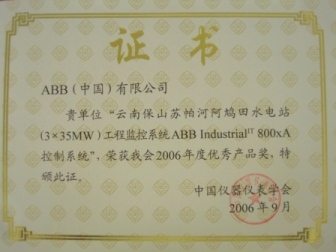 证书
ABB（中国）有限公司
贵单位“云南保山苏帕河阿鸠田水电站
(3×35MW) 工程监控系统ABB Industrial IT 800xA
控制系统”，荣获我会2006年度优秀产品奖，特
颁此证。
中国仪器仪表学会
2006年9月